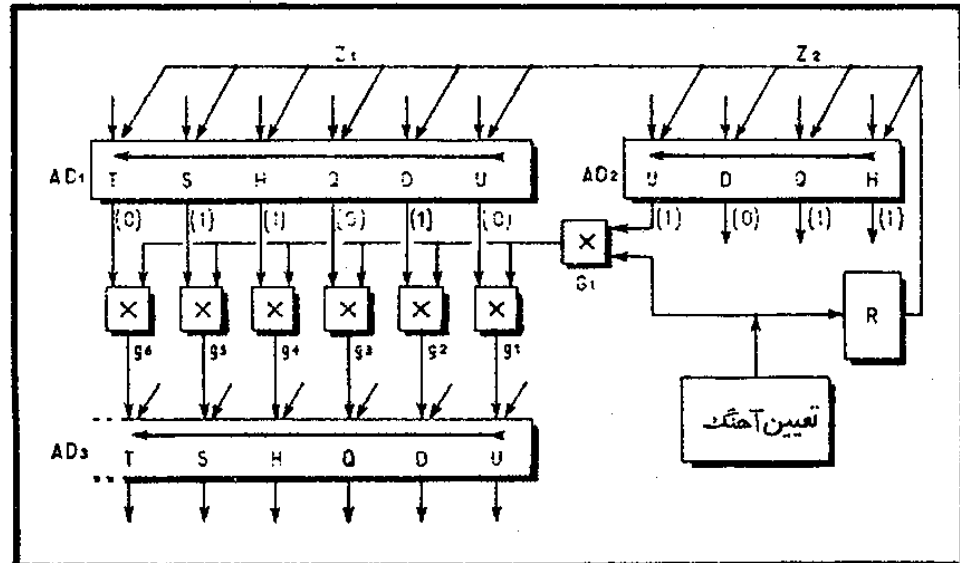 Z1 Z2
AD1 T S H Q D U
AD2 U D Q H
(0) (1) (1) (0) (1) (0)
(1) (0) (1) (1)
× G1
× × × × × ×
R
g6 g5 g4 g3 g2 g1
تعیین آهنگ
AD3 T S H Q D U